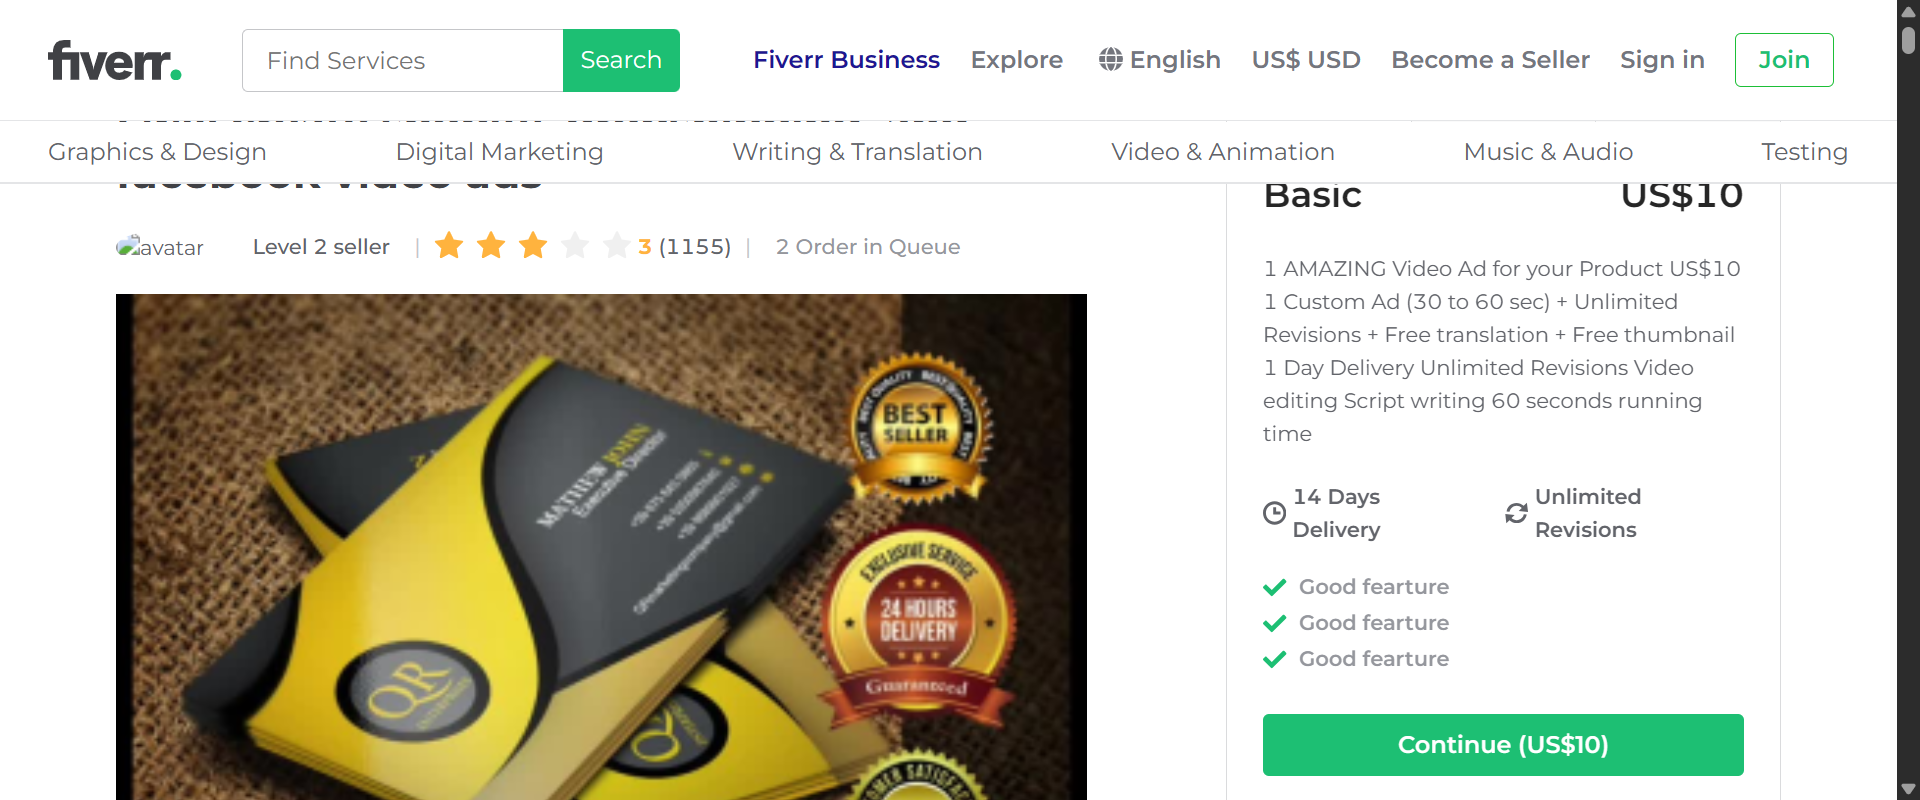 fiverr.
Find Services
Search
Fiverr Business
Explore
English
US$ USD
Become a Seller
Sign in
Join
Graphics & Design
Digital Marketing
Writing & Translation
Video & Animation
Music & Audio
Testing
facebook video ads
avatar
Level 2 seller
|
3 (1155)
|
2 Order in Queue
BEST QUALITY
BEST QUALITY
BEST
SELLER
MATHEW JOHN
Executive Director
EXCLUSIVE SERVICE
24 HOURS
DELIVERY
Guaranteed
QR
Basic
US$10
1 AMAZING Video Ad for your Product US$10
1 Custom Ad (30 to 60 sec) + Unlimited
Revisions + Free translation + Free thumbnail
1 Day Delivery Unlimited Revisions Video
editing Script writing 60 seconds running
time
14 Days
Delivery
Unlimited
Revisions
Good fearture
Good fearture
Good fearture
Continue (US$10)